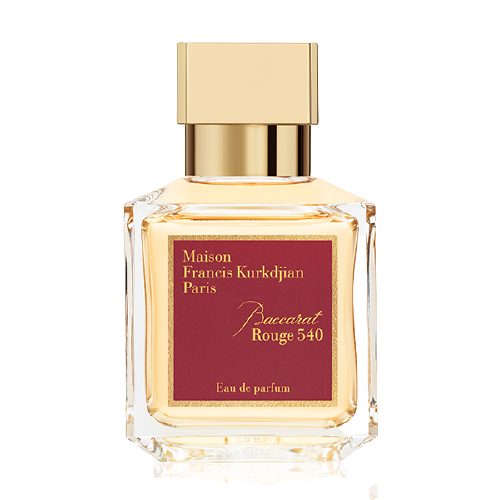 Maison
Francis Kurkdjian
Paris
Baccarat
Rouge 540
Eau de parfum